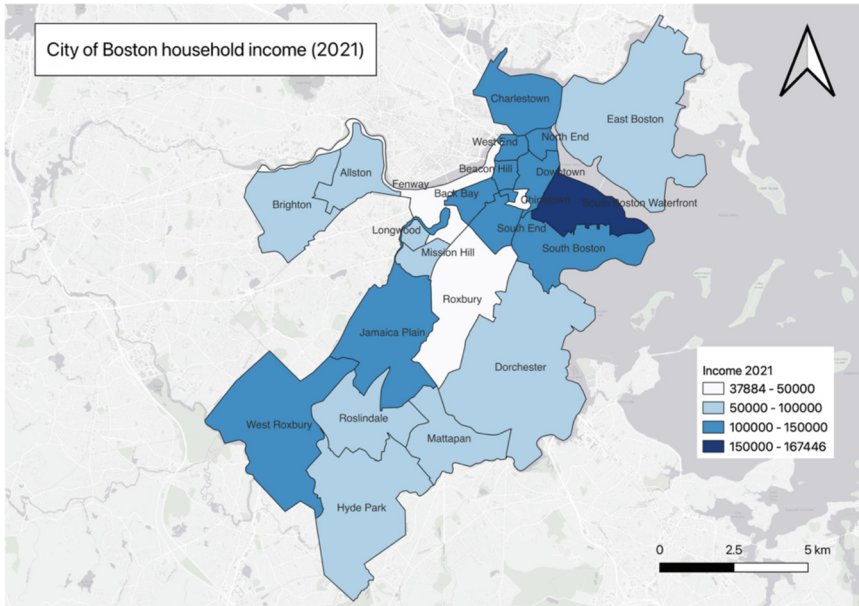 City of Boston household income (2021)
Charlestown
East Boston
West End
North End
Beacon Hill
Downtown
Allston
Fenway
Back Bay
Chinatown
South Boston Waterfront
Brighton
Longwood
South End
Mission Hill
South Boston
Roxbury
Jamaica Plain
Dorchester
West Roxbury
Roslindale
Mattapan
Hyde Park
Income 2021
37884 - 50000
50000 - 100000
100000 - 150000
150000 - 167446
0 2.5 5 km